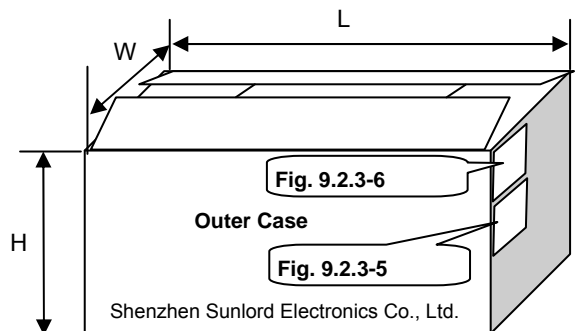 L
W
Fig. 9.2.3-6
Outer Case
H
Fig. 9.2.3-5
Shenzhen Sunlord Electronics Co., Ltd.